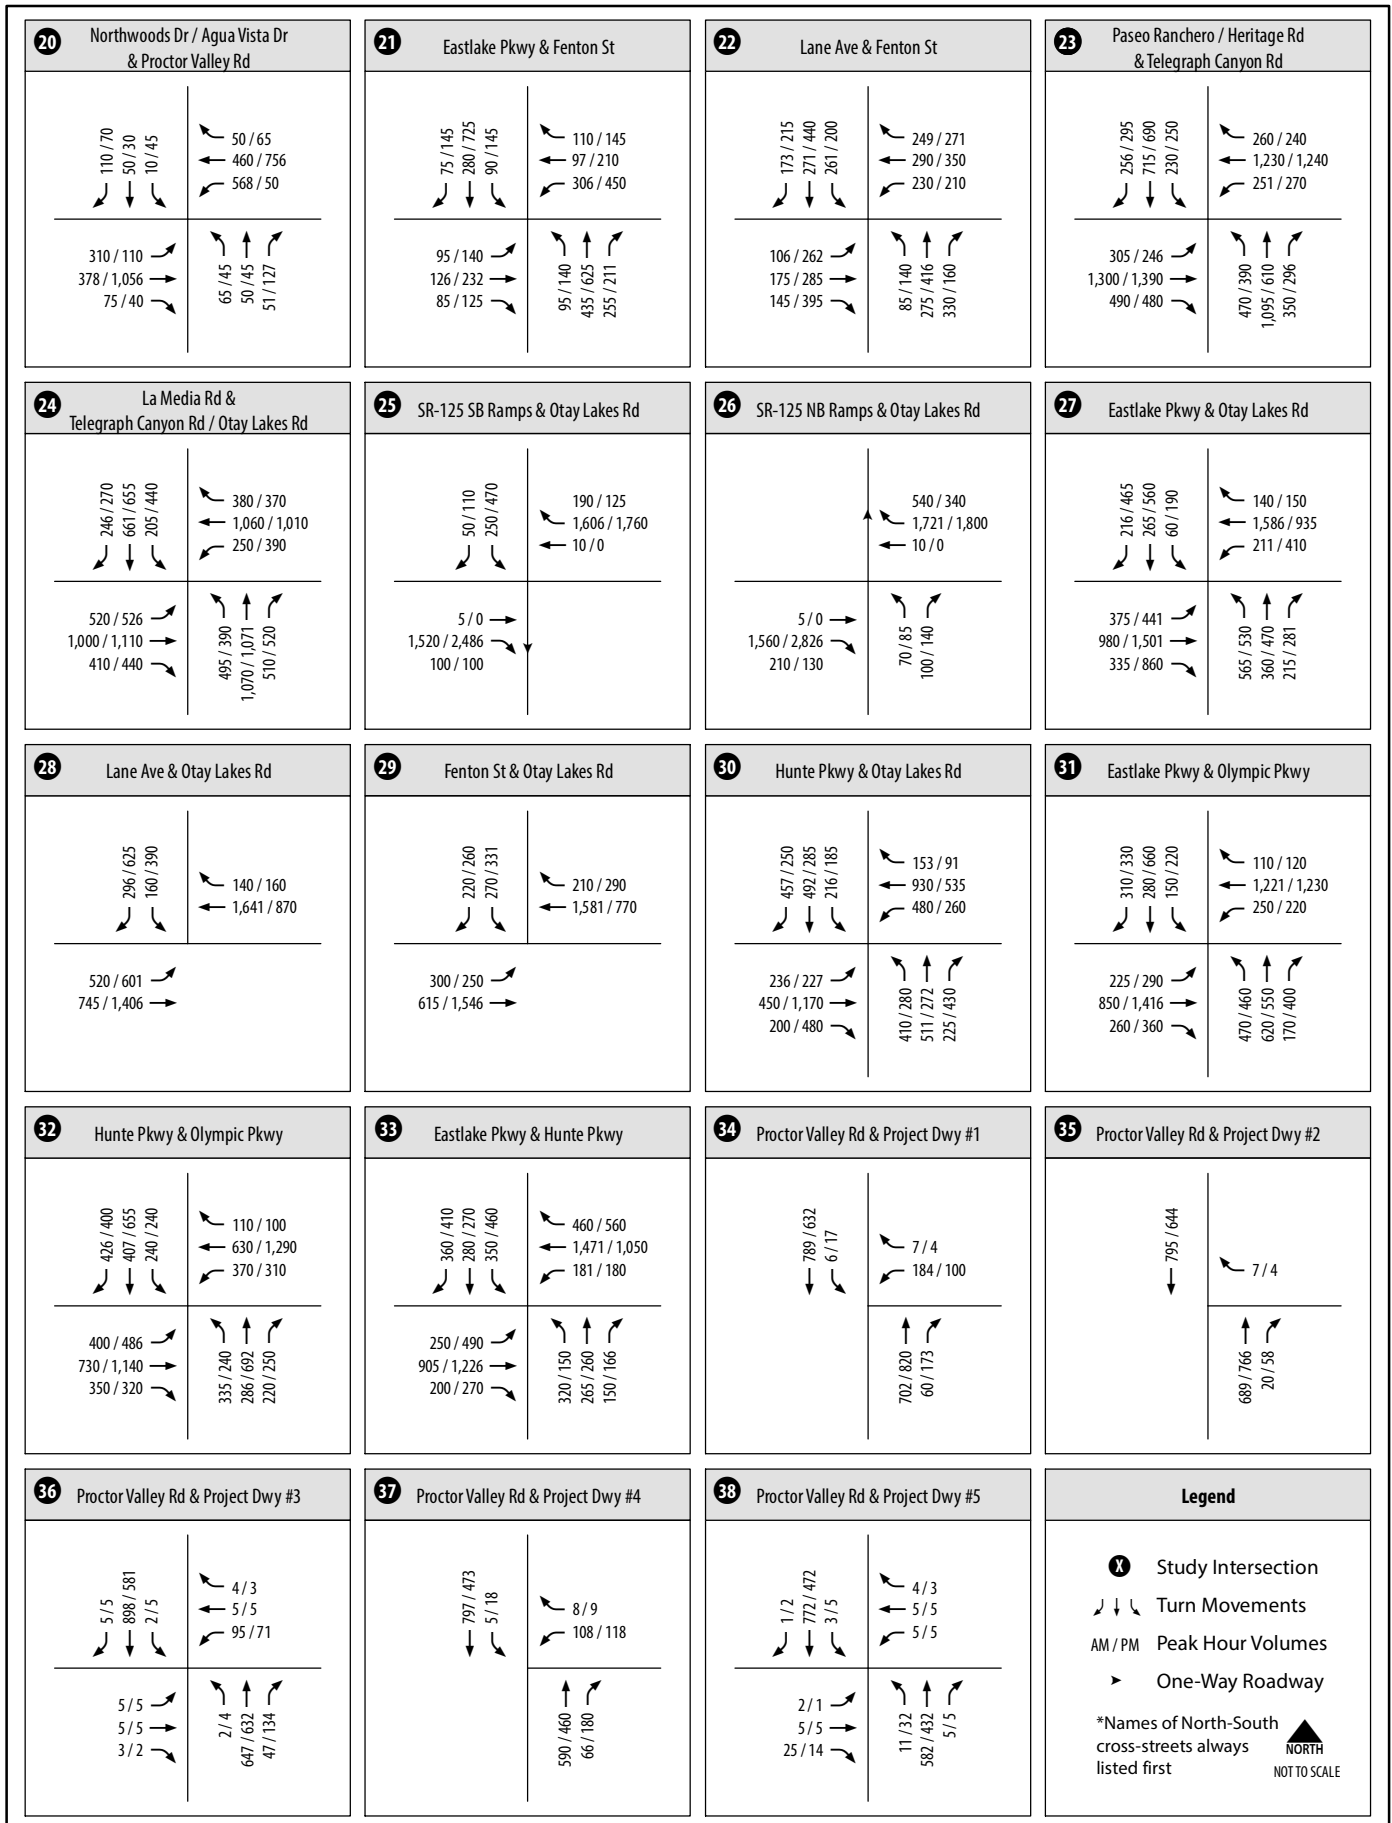 20
Northwoods Dr / Agua Vista Dr
& Proctor Valley Rd
110 / 70
50 / 30
10 / 45
50 / 65
460 / 756
568 / 50
310 / 110
378 / 1,056
75 / 40
65 / 45
50 / 45
51 / 127
21
Eastlake Pkwy & Fenton St
75 / 145
280 / 725
90 / 145
110 / 145
97 / 210
306 / 450
95 / 140
126 / 232
85 / 125
95 / 140
435 / 625
255 / 211
22
Lane Ave & Fenton St
173 / 215
271 / 440
261 / 200
249 / 271
290 / 350
230 / 210
106 / 262
175 / 285
145 / 395
85 / 140
275 / 416
330 / 160
23
Paseo Ranchero / Heritage Rd
& Telegraph Canyon Rd
256 / 295
715 / 690
230 / 250
260 / 240
1,230 / 1,240
251 / 270
305 / 246
1,300 / 1,390
490 / 480
470 / 390
1,095 / 610
350 / 296
24
La Media Rd &
Telegraph Canyon Rd / Otay Lakes Rd
246 / 270
661 / 655
205 / 440
380 / 370
1,060 / 1,010
250 / 390
520 / 526
1,000 / 1,110
410 / 440
495 / 390
1,070 / 1,071
510 / 520
25
SR-125 SB Ramps & Otay Lakes Rd
50 / 110
250 / 470
190 / 125
1,606 / 1,760
10 / 0
5 / 0
1,520 / 2,486
100 / 100
26
SR-125 NB Ramps & Otay Lakes Rd
540 / 340
1,721 / 1,800
10 / 0
5 / 0
1,560 / 2,826
210 / 130
70 / 85
100 / 140
27
Eastlake Pkwy & Otay Lakes Rd
216 / 465
265 / 560
60 / 190
140 / 150
1,586 / 935
211 / 410
375 / 441
980 / 1,501
335 / 860
565 / 530
360 / 470
215 / 281
28
Lane Ave & Otay Lakes Rd
296 / 625
160 / 390
140 / 160
1,641 / 870
520 / 601
745 / 1,406
29
Fenton St & Otay Lakes Rd
220 / 260
270 / 331
210 / 290
1,581 / 770
300 / 250
615 / 1,546
30
Hunte Pkwy & Otay Lakes Rd
457 / 250
492 / 285
216 / 185
153 / 91
930 / 535
480 / 260
236 / 227
450 / 1,170
200 / 480
410 / 280
511 / 272
225 / 430
31
Eastlake Pkwy & Olympic Pkwy
310 / 330
280 / 660
150 / 220
110 / 120
1,221 / 1,230
250 / 220
225 / 290
850 / 1,416
260 / 360
470 / 460
620 / 550
170 / 400
32
Hunte Pkwy & Olympic Pkwy
426 / 400
407 / 655
240 / 240
110 / 100
630 / 1,290
370 / 310
400 / 486
730 / 1,140
350 / 320
335 / 240
286 / 692
220 / 250
33
Eastlake Pkwy & Hunte Pkwy
360 / 410
280 / 270
350 / 460
460 / 560
1,471 / 1,050
181 / 180
250 / 490
905 / 1,226
200 / 270
320 / 150
265 / 260
150 / 166
34
Proctor Valley Rd & Project Dwy #1
789 / 632
6 / 17
7 / 4
184 / 100
702 / 820
60 / 173
35
Proctor Valley Rd & Project Dwy #2
795 / 644
7 / 4
689 / 766
20 / 58
36
Proctor Valley Rd & Project Dwy #3
5 / 5
898 / 581
2 / 5
4 / 3
5 / 5
95 / 71
5 / 5
5 / 5
3 / 2
2 / 4
647 / 632
47 / 134
37
Proctor Valley Rd & Project Dwy #4
797 / 473
5 / 18
8 / 9
108 / 118
590 / 460
66 / 180
38
Proctor Valley Rd & Project Dwy #5
1 / 2
772 / 472
3 / 5
4 / 3
5 / 5
5 / 5
2 / 1
5 / 5
25 / 14
11 / 32
582 / 432
5 / 5
Legend
X Study Intersection
Turn Movements
AM / PM Peak Hour Volumes
One-Way Roadway
*Names of North-South
cross-streets always
listed first
NORTH
NOT TO SCALE